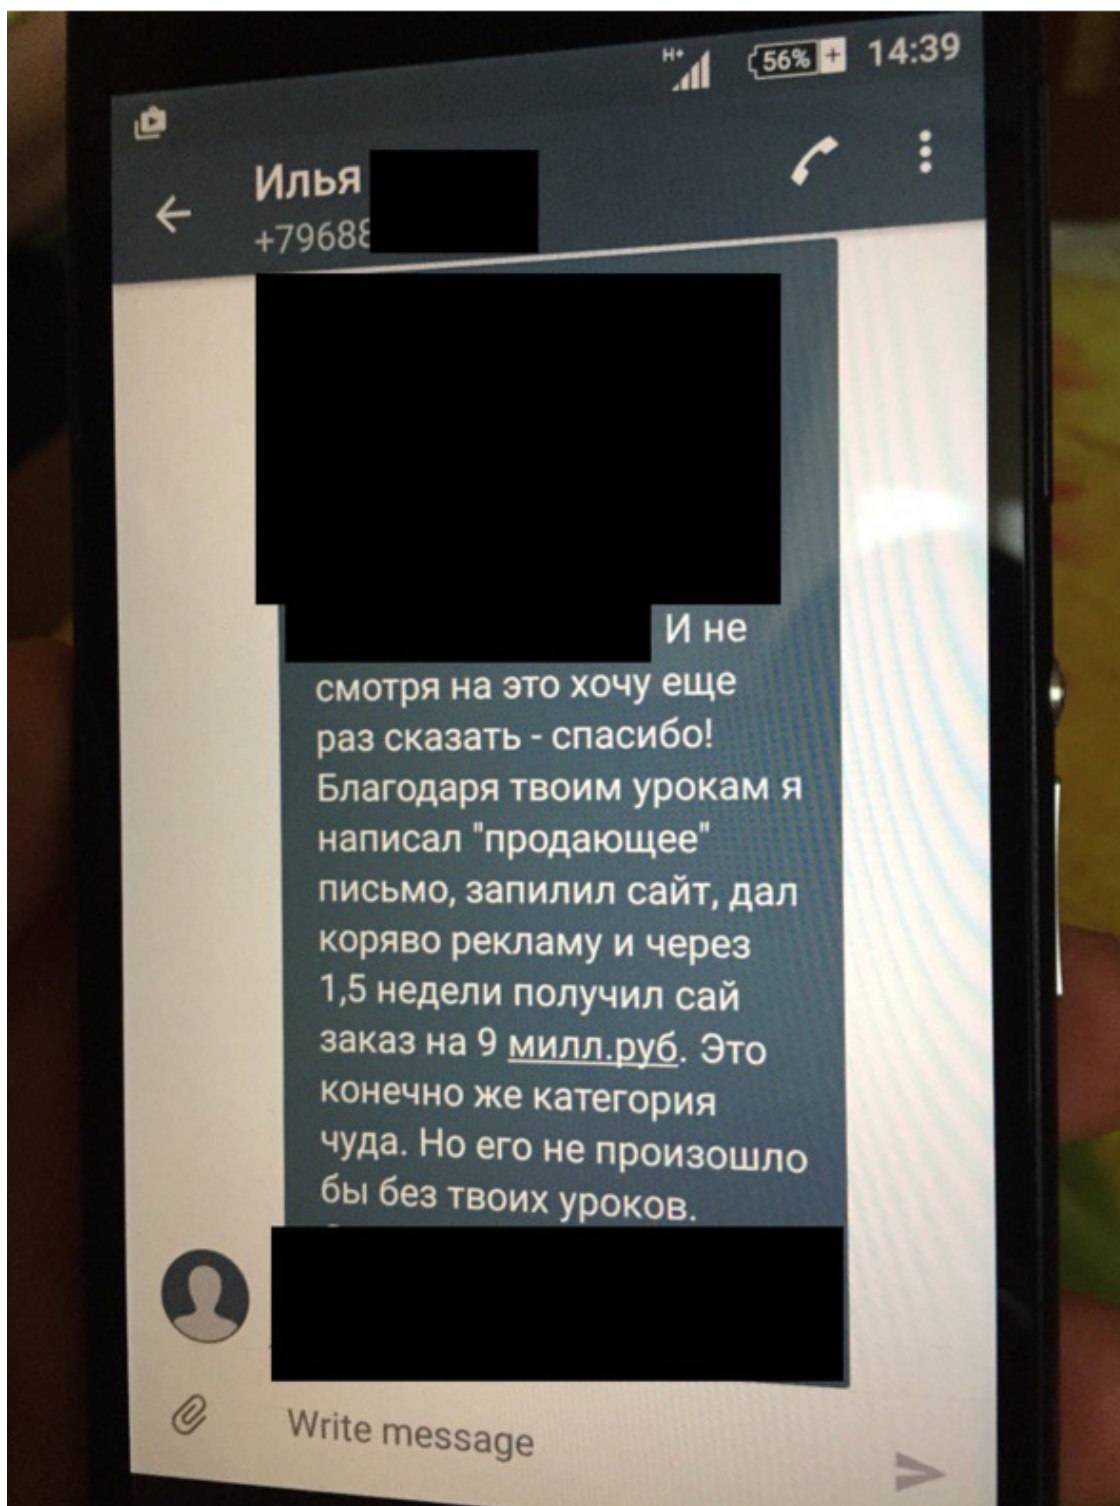 H+ 56% 14:39
Илья
+7968
И не
смотря на это хочу еще
раз сказать - спасибо!
Благодаря твоим урокам я
написал "продающее"
письмо, запилил сайт, дал
коряво рекламу и через
1,5 недели получил сай
заказ на 9 милл.руб. Это
конечно же категория
чуда. Но его не произошло
бы без твоих уроков.
Write message